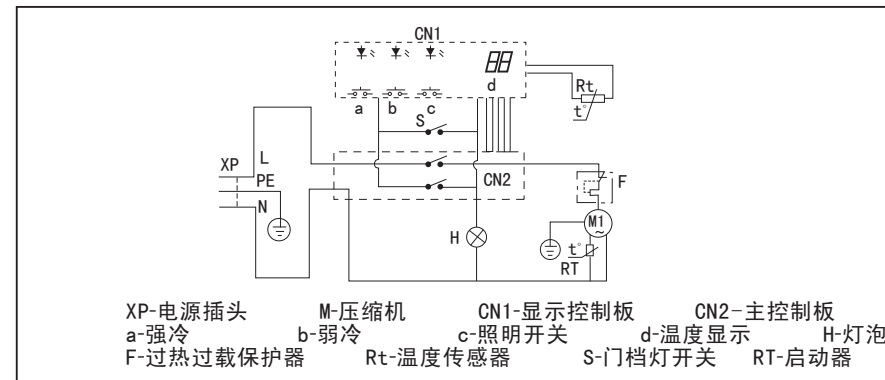 CN1
88
d
a b c
S
Rt
t°
XP
L
PE
N
CN2
F
M1
~
H
t°
RT
XP-电源插头 M-压缩机 CN1-显示控制板 CN2-主控制板
a-强冷 b-弱冷 c-照明开关 d-温度显示 H-灯泡
F-过热过载保护器 Rt-温度传感器 S-门档灯开关 RT-启动器